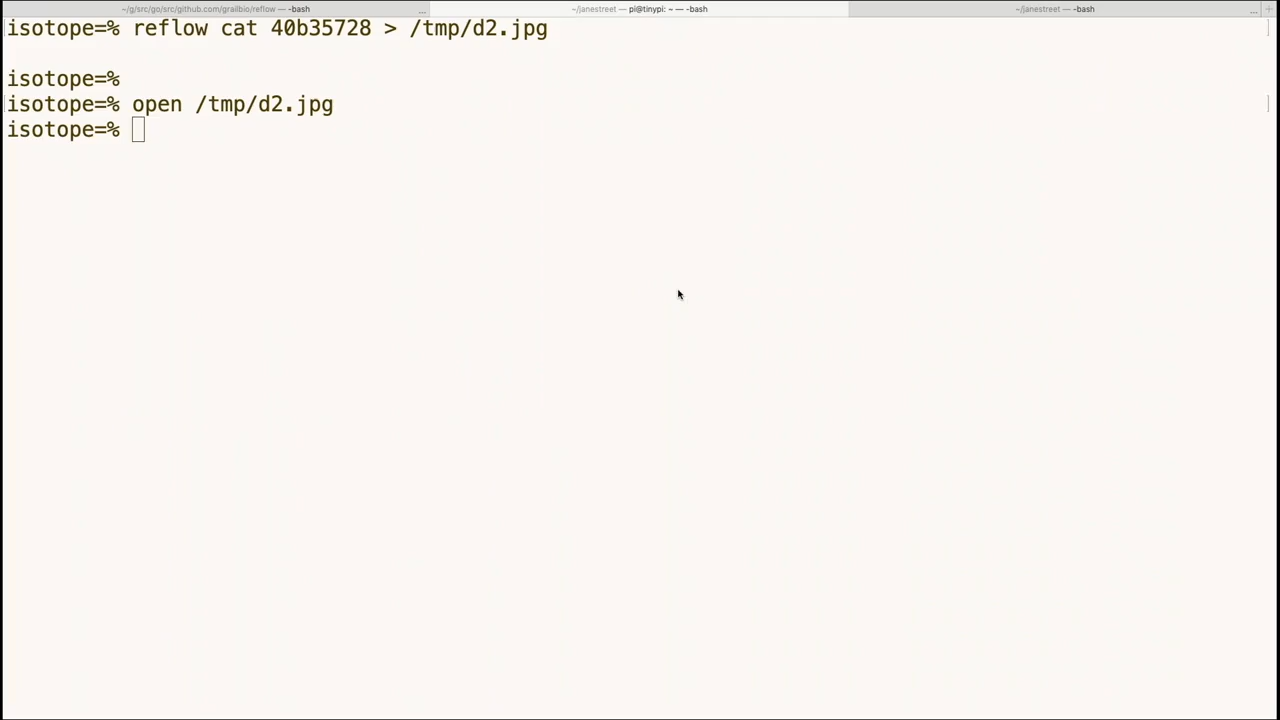 ~/g/src/go/src/github.com/grailbio/reflow — -bash ... ~/janestreet — pi@tinypi: ~ — -bash ~/janestreet — -bash ... +
isotope=% reflow cat 40b35728 > /tmp/d2.jpg
isotope=%
isotope=% open /tmp/d2.jpg
isotope=%